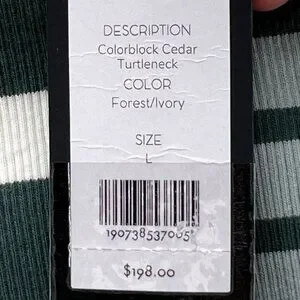 DESCRIPTION
Colorblock Cedar
Turtleneck
COLOR
Forest/Ivory
SIZE
L
190738537005
$198.00